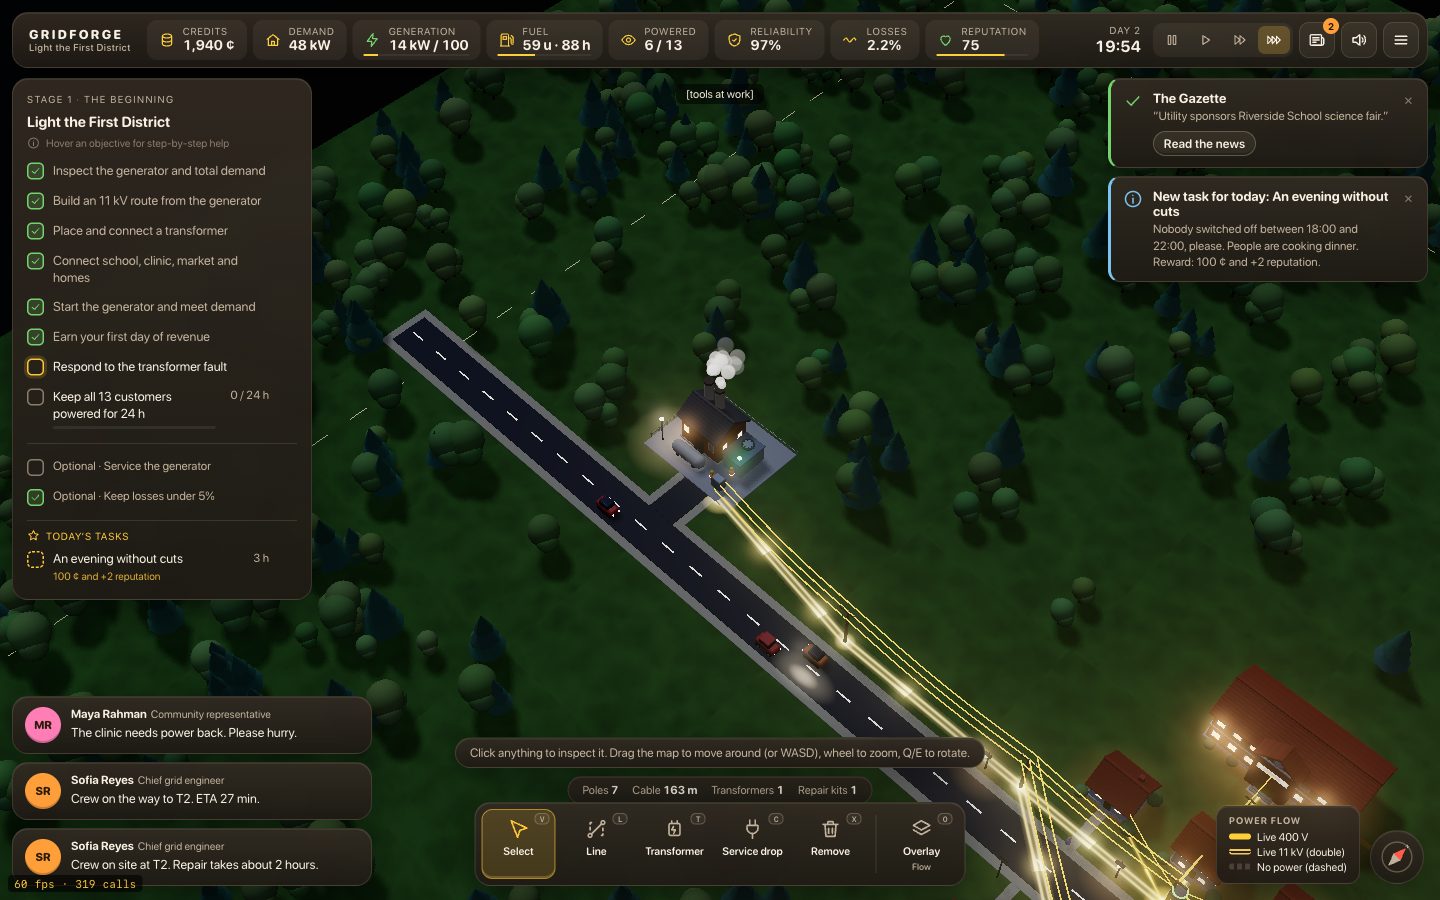 GRIDFORGE
Light the First District
CREDITS
1,940 ¢
DEMAND
48 kW
GENERATION
14 kW / 100
FUEL
59 u · 88 h
POWERED
6 / 13
RELIABILITY
97%
LOSSES
2.2%
REPUTATION
75
DAY 2
19:54
2
[tools at work]
STAGE 1 · THE BEGINNING
Light the First District
Hover an objective for step-by-step help
Inspect the generator and total demand
Build an 11 kV route from the generator
Place and connect a transformer
Connect school, clinic, market and
homes
Start the generator and meet demand
Earn your first day of revenue
Respond to the transformer fault
Keep all 13 customers 0 / 24 h
powered for 24 h
Optional · Service the generator
Optional · Keep losses under 5%
TODAY'S TASKS
An evening without cuts 3 h
100 ¢ and +2 reputation
The Gazette
“Utility sponsors Riverside School science fair.”
Read the news
New task for today: An evening without
cuts
Nobody switched off between 18:00 and
22:00, please. People are cooking dinner.
Reward: 100 ¢ and +2 reputation.
MR
Maya Rahman Community representative
The clinic needs power back. Please hurry.
SR
Sofia Reyes Chief grid engineer
Crew on the way to T2. ETA 27 min.
SR
Sofia Reyes Chief grid engineer
Crew on site at T2. Repair takes about 2 hours.
60 fps · 319 calls
Click anything to inspect it. Drag the map to move around (or WASD), wheel to zoom, Q/E to rotate.
Poles 7 Cable 163 m Transformers 1 Repair kits 1
V
Select
L
Line
T
Transformer
C
Service drop
X
Remove
O
Overlay
Flow
POWER FLOW
Live 400 V
Live 11 kV (double)
No power (dashed)